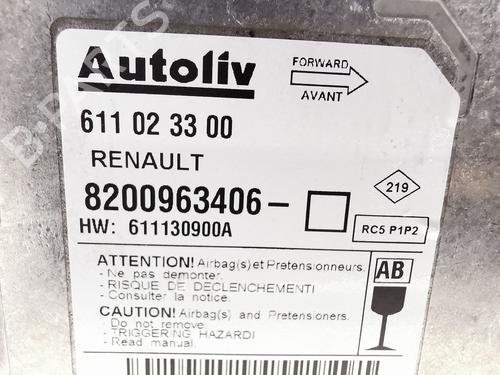 Autoliv
FORWARD
AVANT
611 02 33 00
RENAULT
8200963406-
219
HW: 611130900A
RC5 P1P2
ATTENTION! Airbag(s)et Pretensionneurs.
- Ne pas demonter.
- RISQUE DE DECLENCHEMENT!
- Consulter la notice.
AB
CAUTION! Airbag(s) and Pretensioners.
- Do not remove.
- TRIGGERING HAZARD!
- Read manual.
B-PARTS